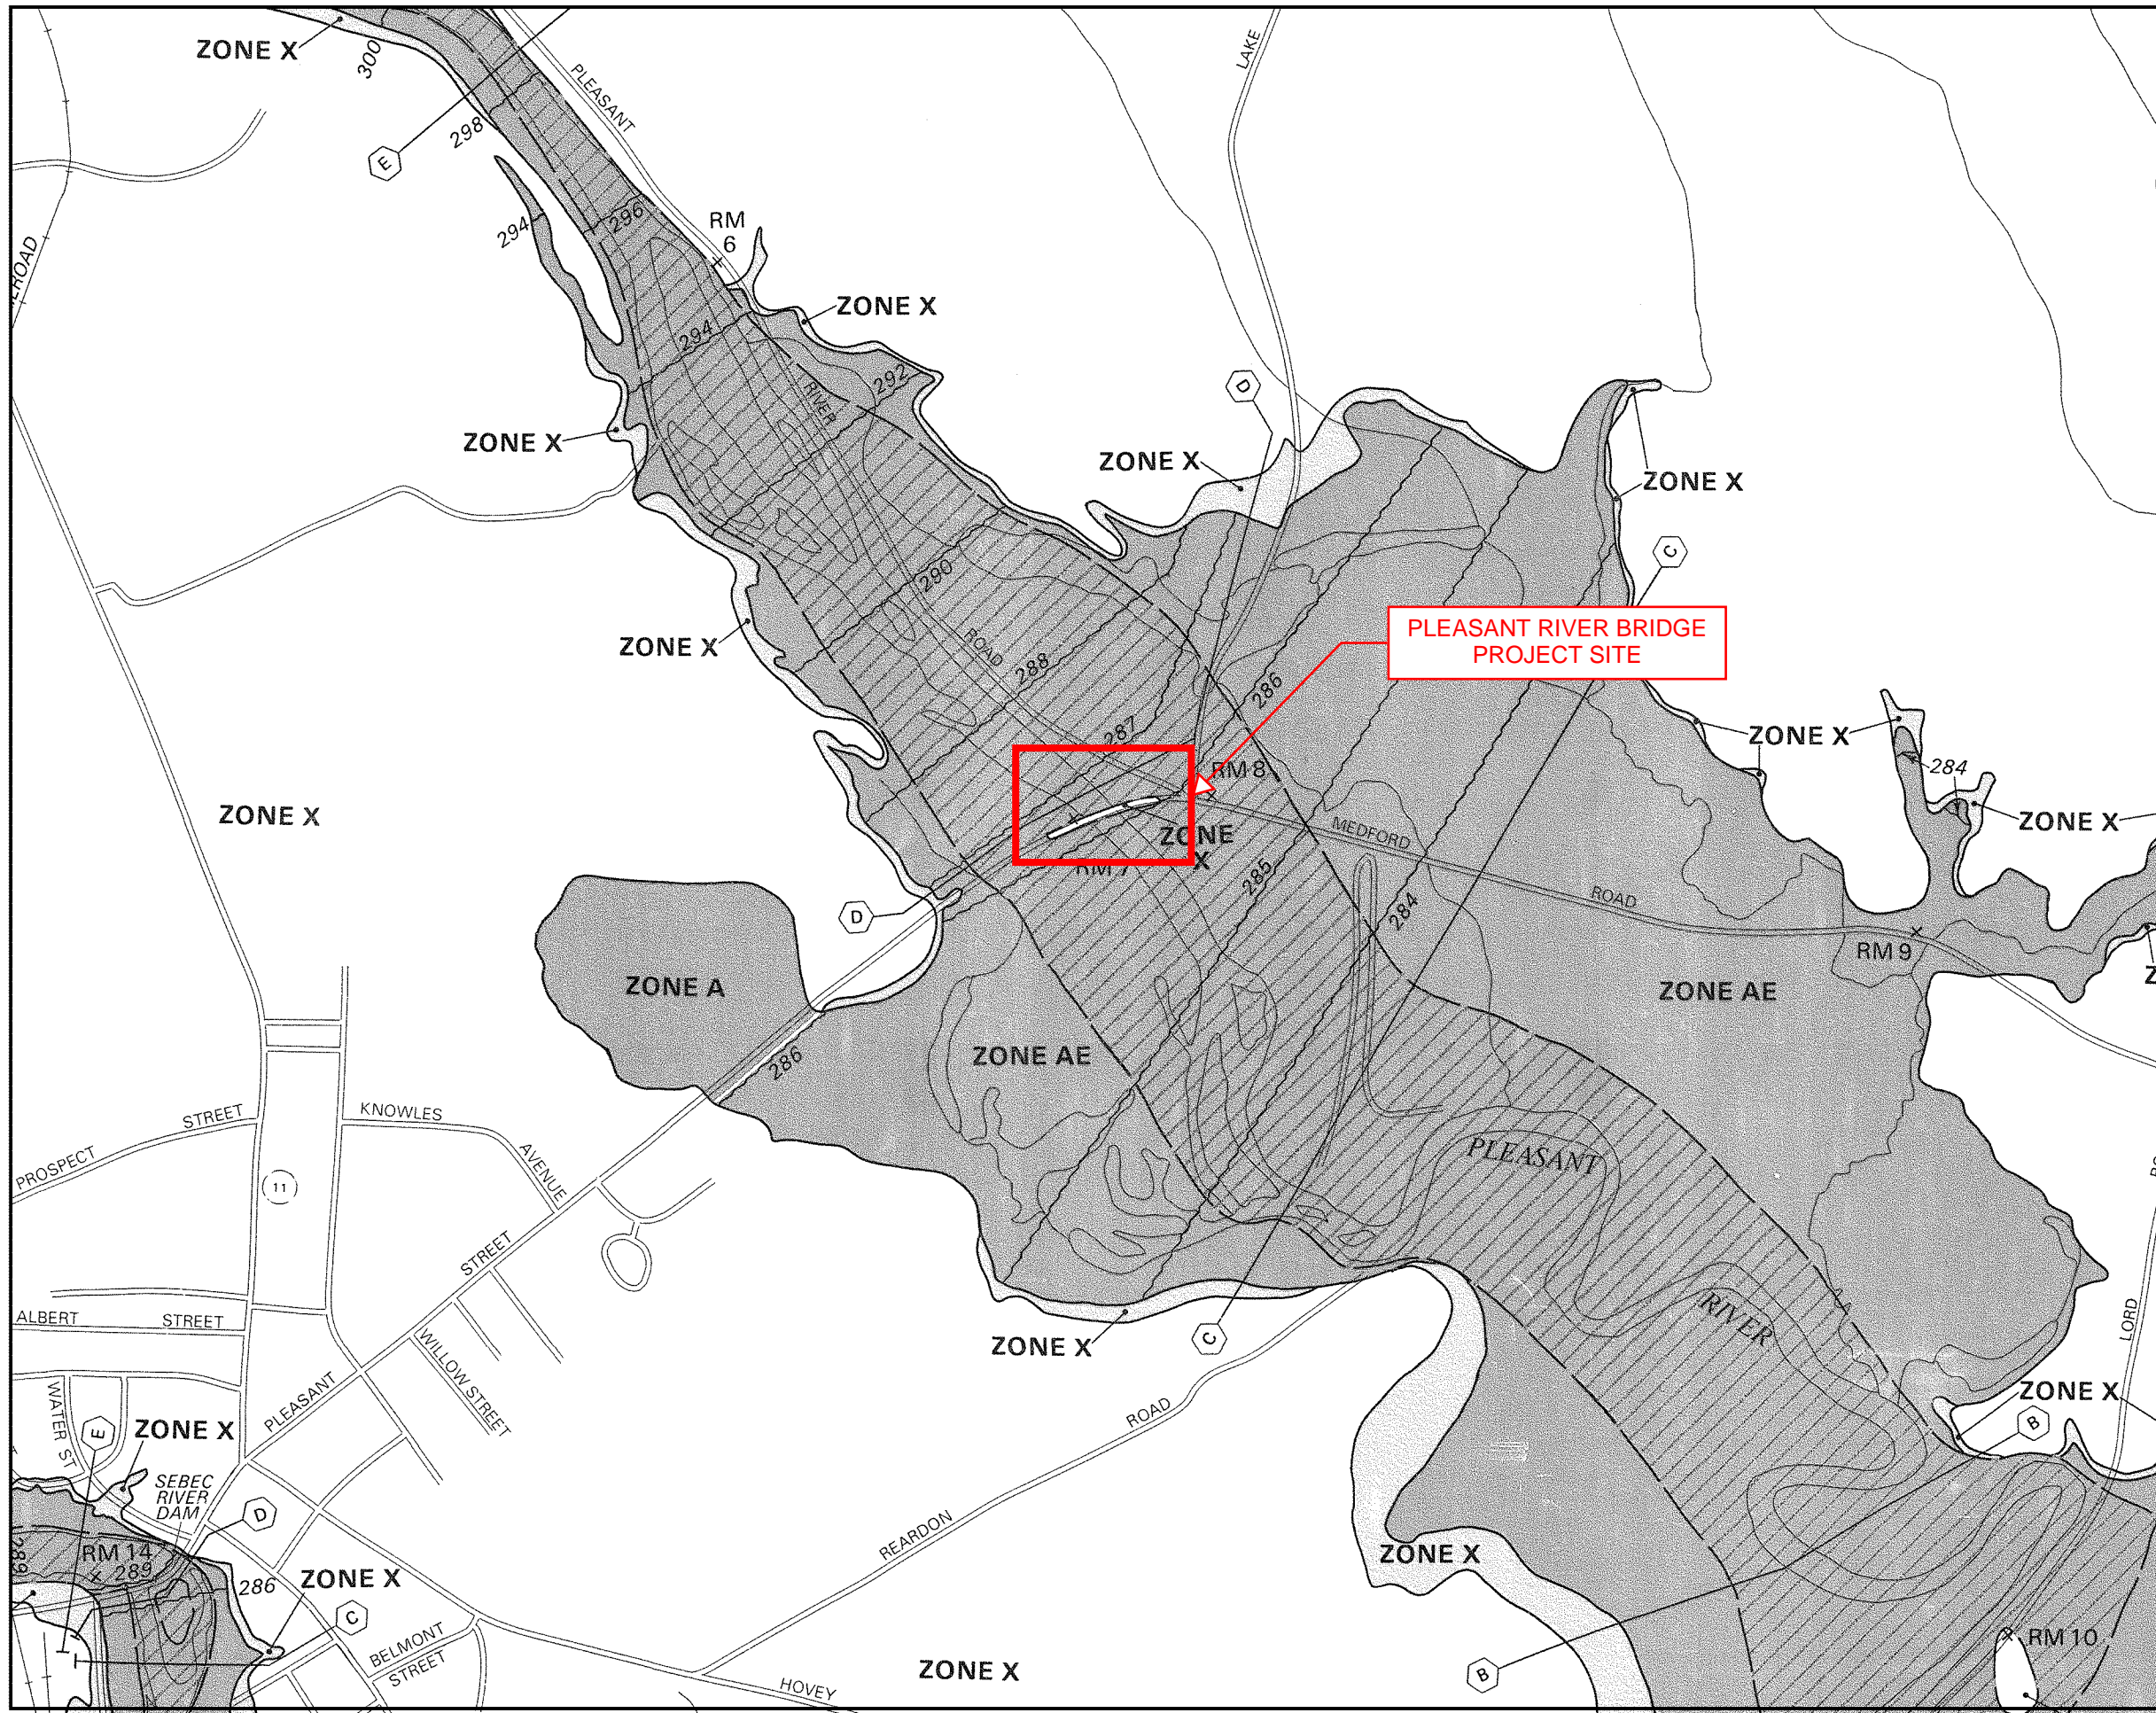 ZONE X
300
PLEASANT
LAKE
298
E
294
296
RM
6
ZONE X
294
292
RIVER
D
ZONE X
ZONE X
ZONE X
C
290
PLEASANT RIVER BRIDGE
PROJECT SITE
ZONE X
ROAD
288
286
287
ZONE X
284
RM 8
ZONE X
ZONE X
ZONE
X
MEDFORD
RM 7
285
284
ROAD
D
RM 9
ZONE A
ZONE AE
ZONE AE
286
STREET
KNOWLES
PROSPECT
AVENUE
PLEASANT
11
STREET
RIVER
LORD
ALBERT
STREET
ZONE X
C
WILLOW STREET
PLEASANT
WATER ST
ROAD
ZONE X
B
E
ZONE X
SEBEC
RIVER
DAM
D
REARDON
ZONE X
289
RM 14
289
286
ZONE X
C
BELMONT
STREET
ZONE X
HOVEY
B
RM 10